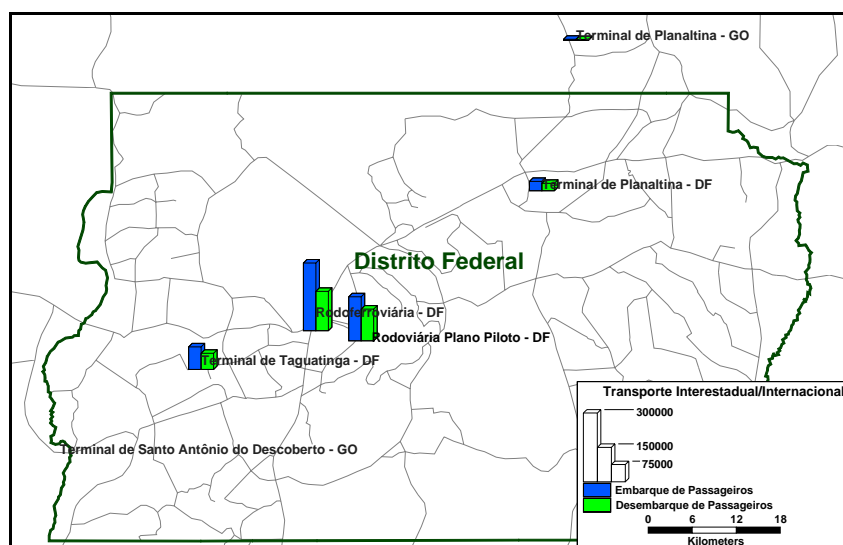 Terminal de Planaltina - GO
Terminal de Planaltina - DF
Distrito Federal
Rodoferroviária - DF
Rodoviária Plano Piloto - DF
Terminal de Taguatinga - DF
Terminal de Santo Antônio do Descoberto - GO
Transporte Interestadual/Internacional
300000
150000
75000
Embarque de Passageiros
Desembarque de Passageiros
0 6 12 18
Kilometers